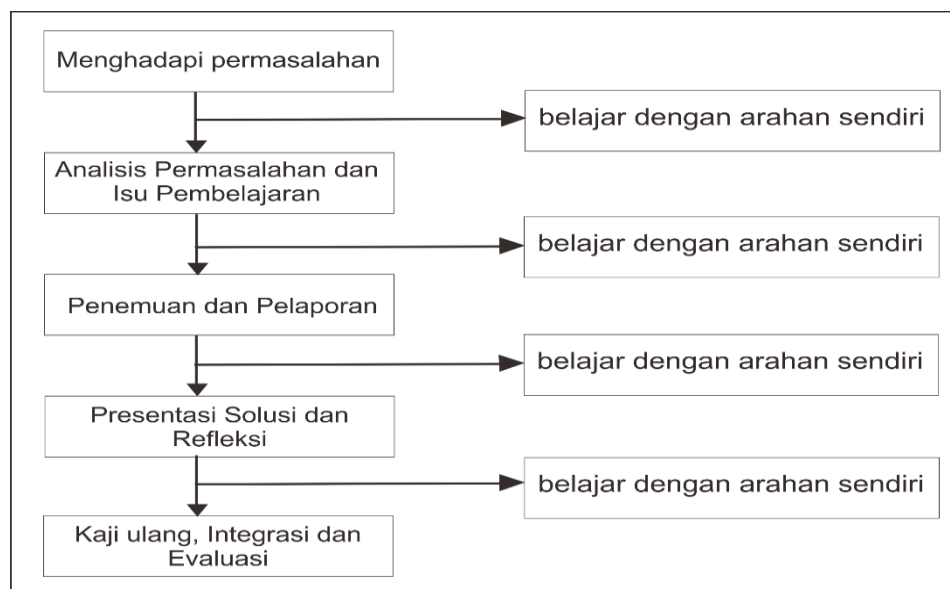 Menghadapi permasalahan
belajar dengan arahan sendiri
Analisis Permasalahan dan
Isu Pembelajaran
belajar dengan arahan sendiri
Penemuan dan Pelaporan
belajar dengan arahan sendiri
Presentasi Solusi dan
Refleksi
belajar dengan arahan sendiri
Kaji ulang, Integrasi dan
Evaluasi